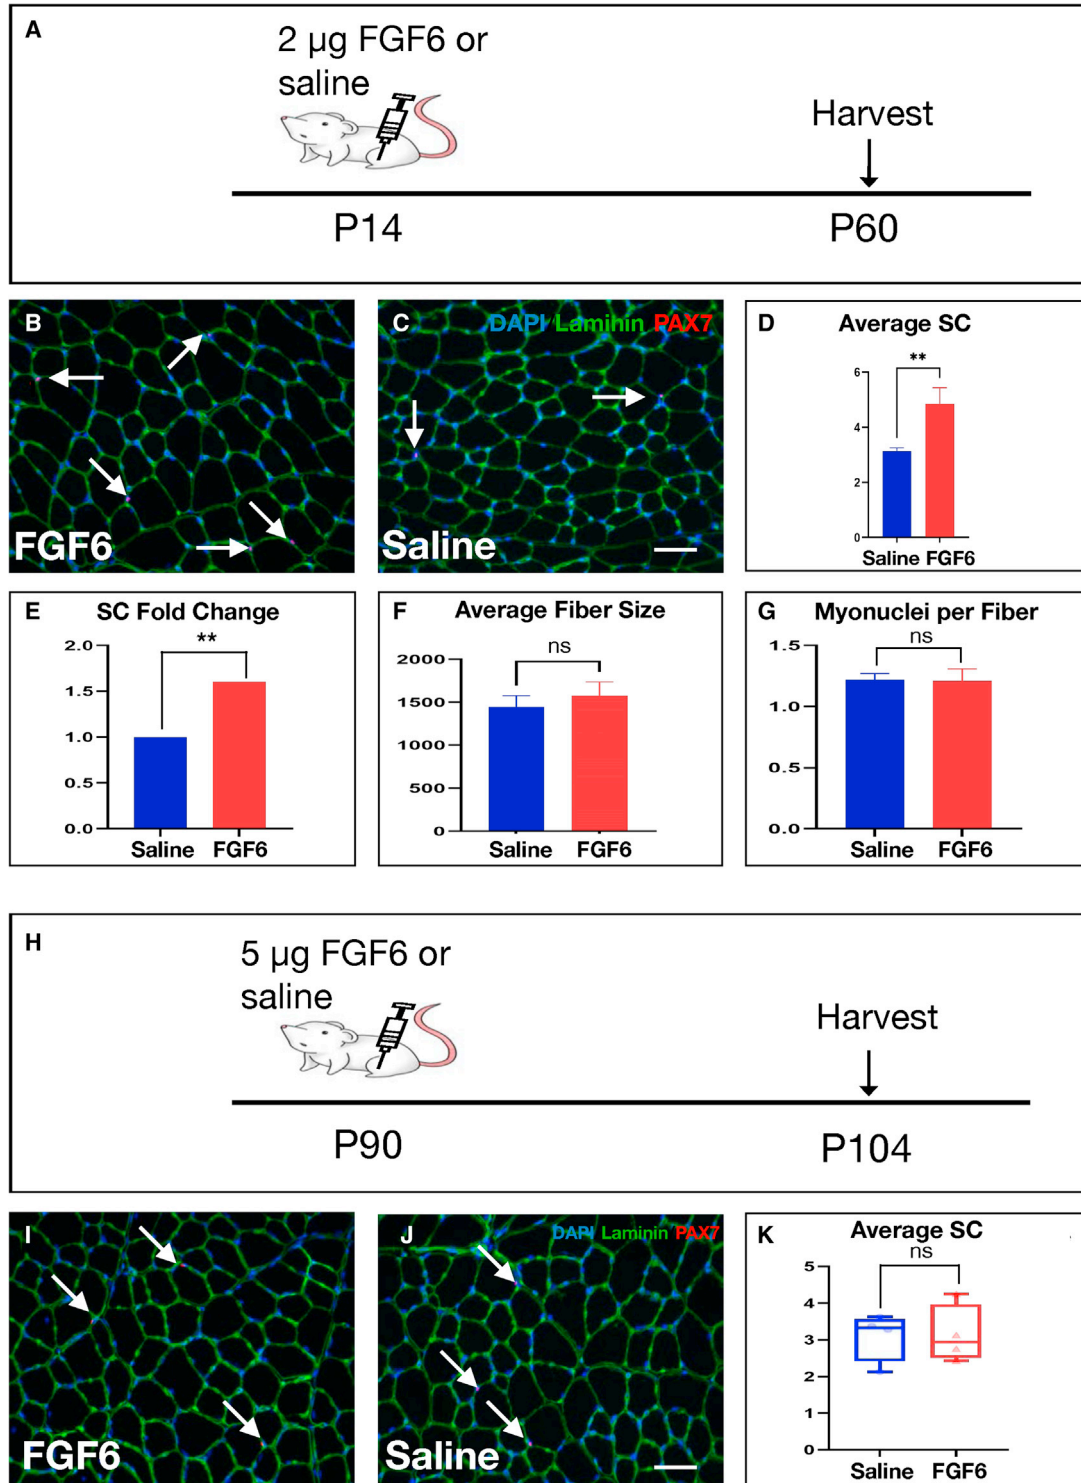 A
2 µg FGF6 or
saline
Harvest
P14
P60
B
FGF6
C
DAPI Laminin PAX7
Saline
D
Average SC
**
6
4
2
0
Saline FGF6
E
SC Fold Change
**
2.0
1.5
1.0
0.5
0.0
Saline FGF6
F
Average Fiber Size
ns
2000
1500
1000
500
0
Saline FGF6
G
Myonuclei per Fiber
ns
1.5
1.0
0.5
0.0
Saline FGF6
H
5 µg FGF6 or
saline
Harvest
P90
P104
I
FGF6
J
DAPI Laminin PAX7
Saline
K
Average SC
ns
5
4
3
2
1
0
Saline FGF6